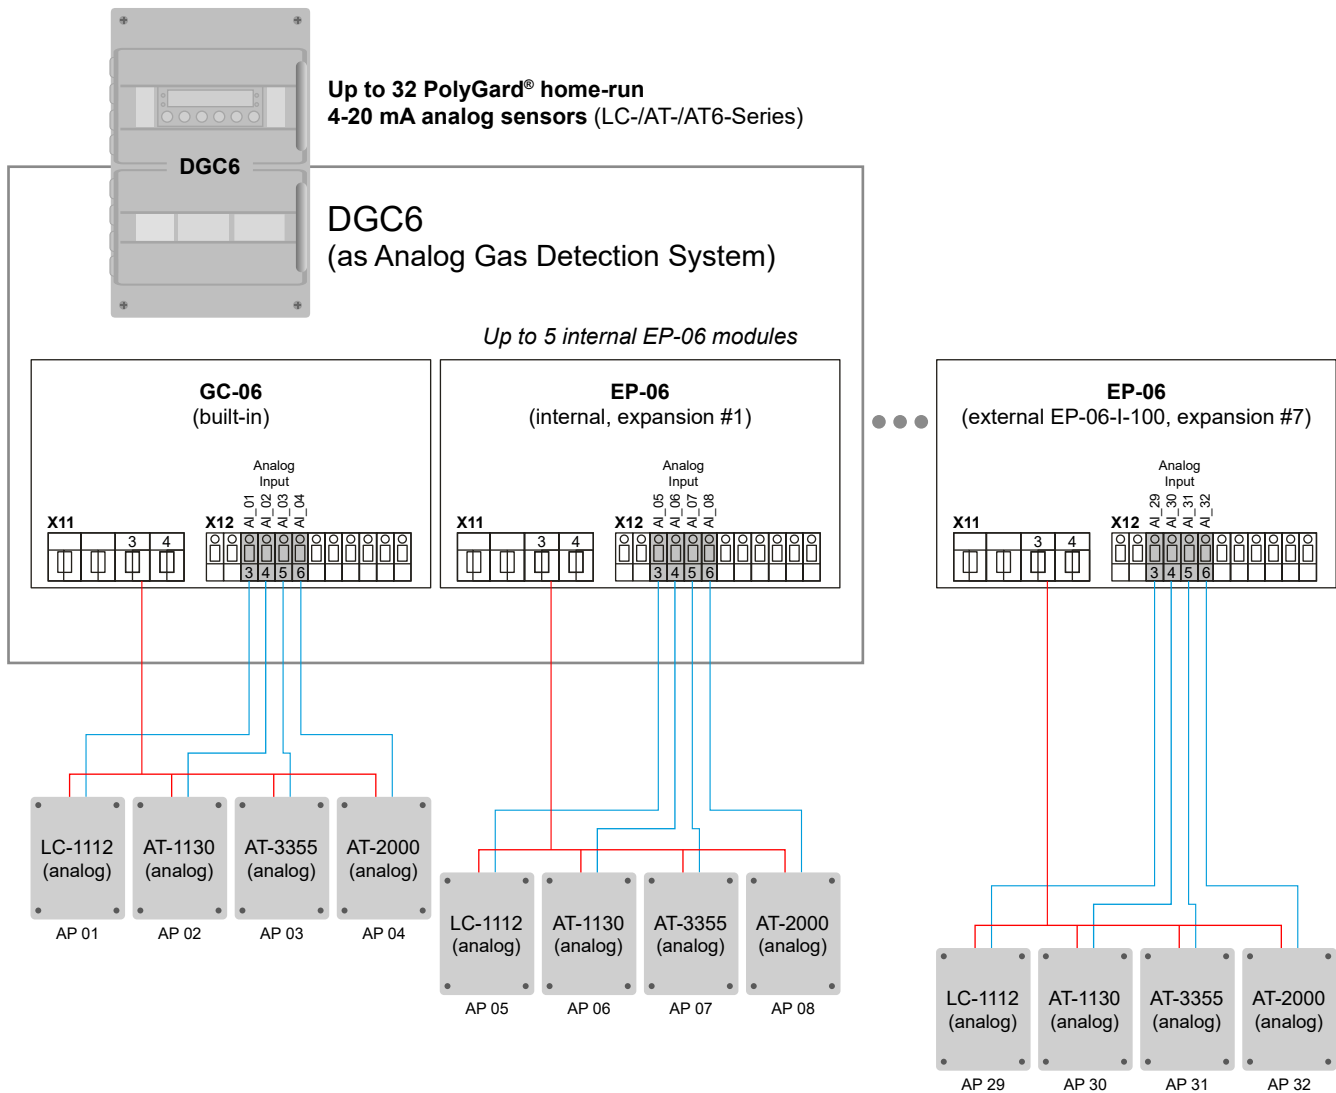 Up to 32 PolyGard® home-run
4-20 mA analog sensors (LC-/AT-/AT6-Series)
DGC6
DGC6
(as Analog Gas Detection System)
Up to 5 internal EP-06 modules
GC-06
(built-in)
Analog
Input
AI_01
AI_02
AI_03
AI_04
X11
X12
3 4
3 4 5 6
EP-06
(internal, expansion #1)
Analog
Input
AI_05
AI_06
AI_07
AI_08
X11
X12
3 4
3 4 5 6
EP-06
(external EP-06-I-100, expansion #7)
Analog
Input
AI_29
AI_30
AI_31
AI_32
X11
X12
3 4
3 4 5 6
LC-1112
(analog)
AP 01
AT-1130
(analog)
AP 02
AT-3355
(analog)
AP 03
AT-2000
(analog)
AP 04
LC-1112
(analog)
AP 05
AT-1130
(analog)
AP 06
AT-3355
(analog)
AP 07
AT-2000
(analog)
AP 08
LC-1112
(analog)
AP 29
AT-1130
(analog)
AP 30
AT-3355
(analog)
AP 31
AT-2000
(analog)
AP 32